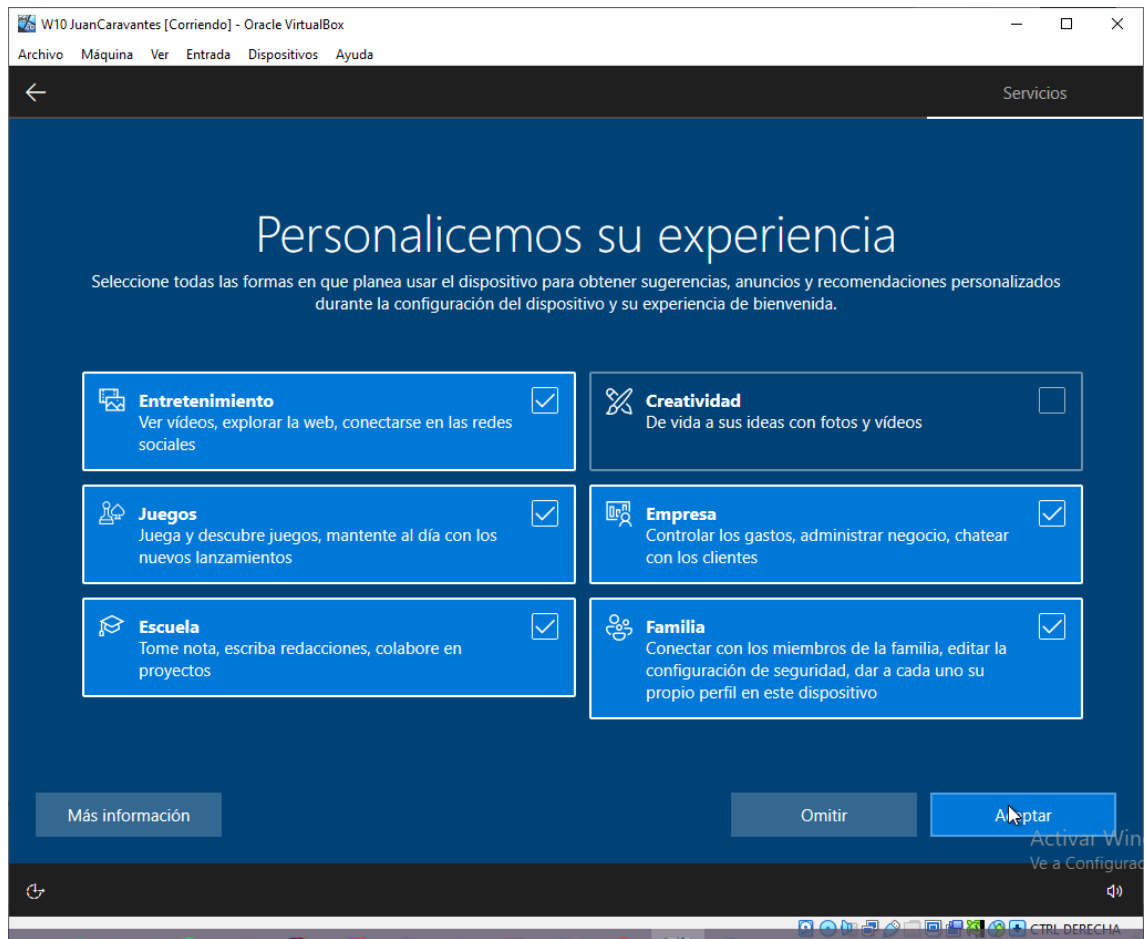 W10 JuanCaravantes [Corriendo] - Oracle VirtualBox
Archivo Máquina Ver Entrada Dispositivos Ayuda
Servicios
Personalicemos su experiencia
Seleccione todas las formas en que planea usar el dispositivo para obtener sugerencias, anuncios y recomendaciones personalizados
durante la configuración del dispositivo y su experiencia de bienvenida.
Entretenimiento
Ver vídeos, explorar la web, conectarse en las redes
sociales
Creatividad
De vida a sus ideas con fotos y vídeos
Juegos
Juega y descubre juegos, mantente al día con los
nuevos lanzamientos
Empresa
Controlar los gastos, administrar negocio, chatear
con los clientes
Escuela
Tome nota, escriba redacciones, colabore en
proyectos
Familia
Conectar con los miembros de la familia, editar la
configuración de seguridad, dar a cada uno su
propio perfil en este dispositivo
Más información
Omitir
Aceptar
Activar Win
Ve a Configurac
CTRL DERECHA